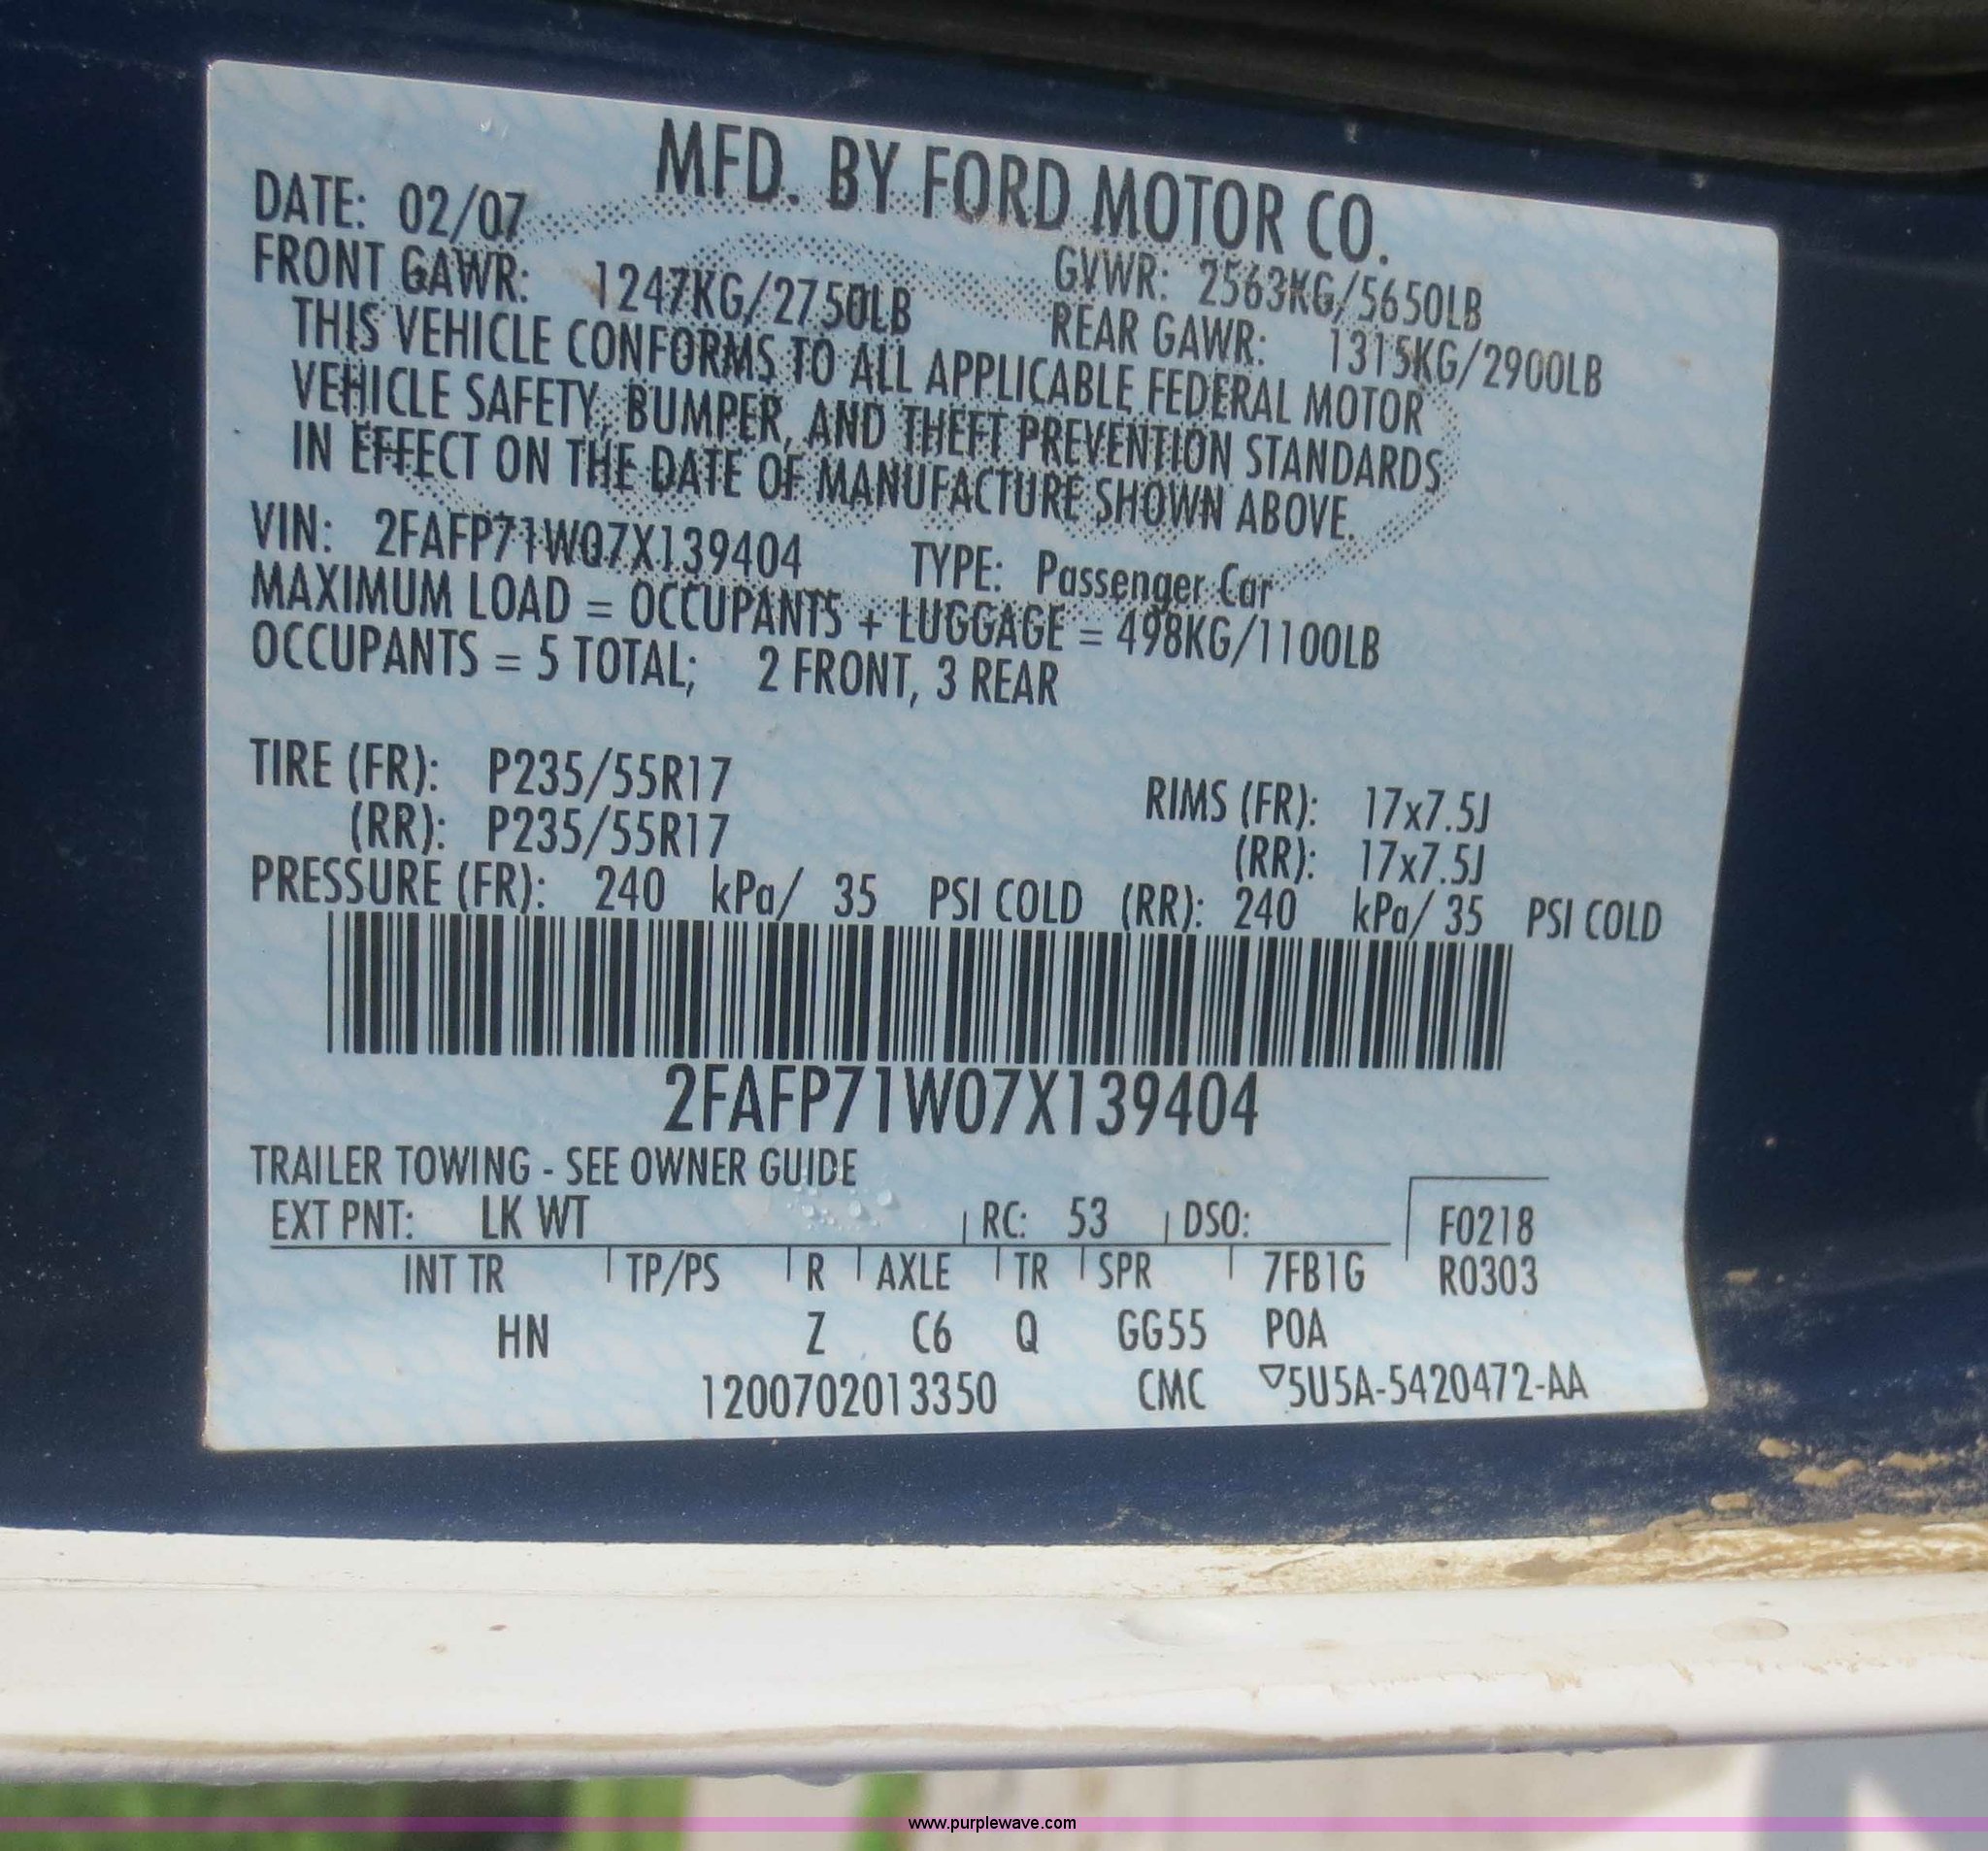 MFD. BY FORD MOTOR CO.
DATE: 02/07 GVWR: 2563KG/5650LB
FRONT GAWR: 1247KG/2750LB REAR GAWR: 1315KG/2900LB
THIS VEHICLE CONFORMS TO ALL APPLICABLE FEDERAL MOTOR
VEHICLE SAFETY, BUMPER, AND THEFT PREVENTION STANDARDS
IN EFFECT ON THE DATE OF MANUFACTURE SHOWN ABOVE.
VIN: 2FAFP71W07X139404 TYPE: Passenger Car
MAXIMUM LOAD = OCCUPANTS + LUGGAGE = 498KG/1100LB
OCCUPANTS = 5 TOTAL; 2 FRONT, 3 REAR
TIRE (FR): P235/55R17 RIMS (FR): 17x7.5J
(RR): P235/55R17 (RR): 17x7.5J
PRESSURE (FR): 240 kPa/ 35 PSI COLD (RR): 240 kPa/ 35 PSI COLD
2FAFP71W07X139404
TRAILER TOWING - SEE OWNER GUIDE
EXT PNT: LK WT RC: 53 DSO: F0218
INT TR TP/PS R AXLE TR SPR 7FB1G R0303
HN Z C6 Q GG55 POA
1200702013350 CMC ▽5U5A-5420472-AA
www.purplewave.com